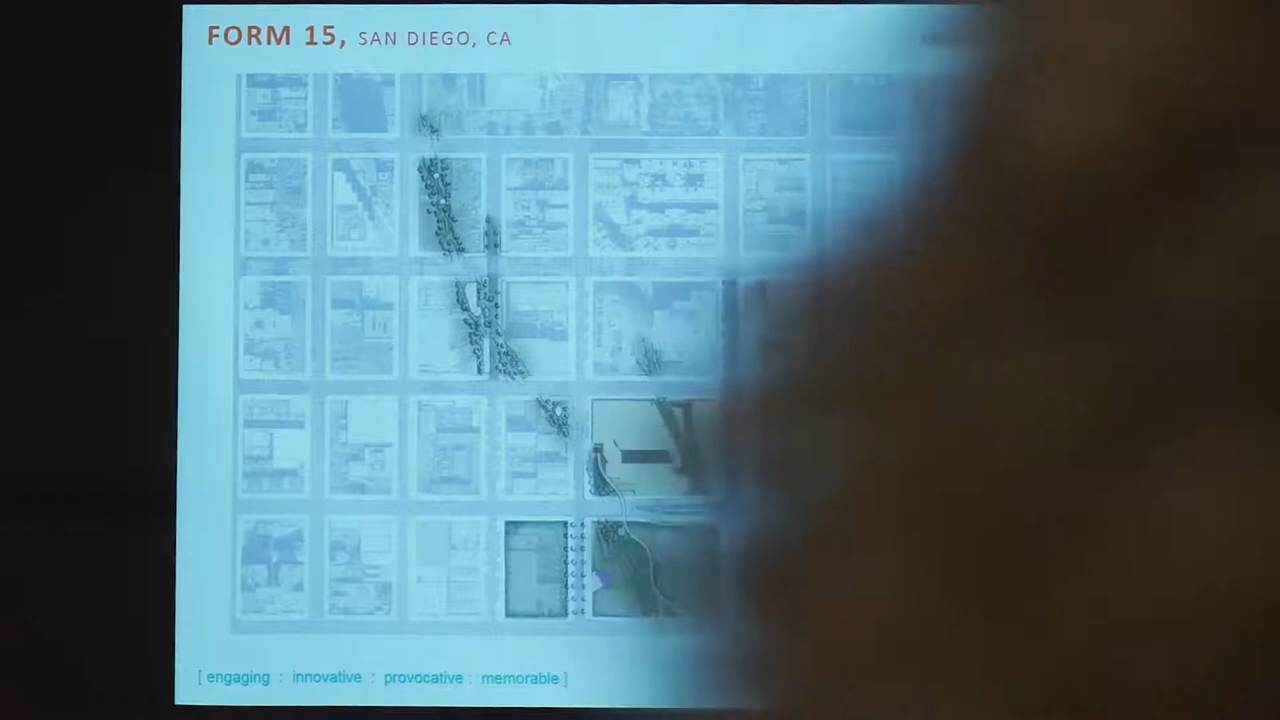 FORM 15, SAN DIEGO, CA
[ engaging : innovative : provocative : memorable ]